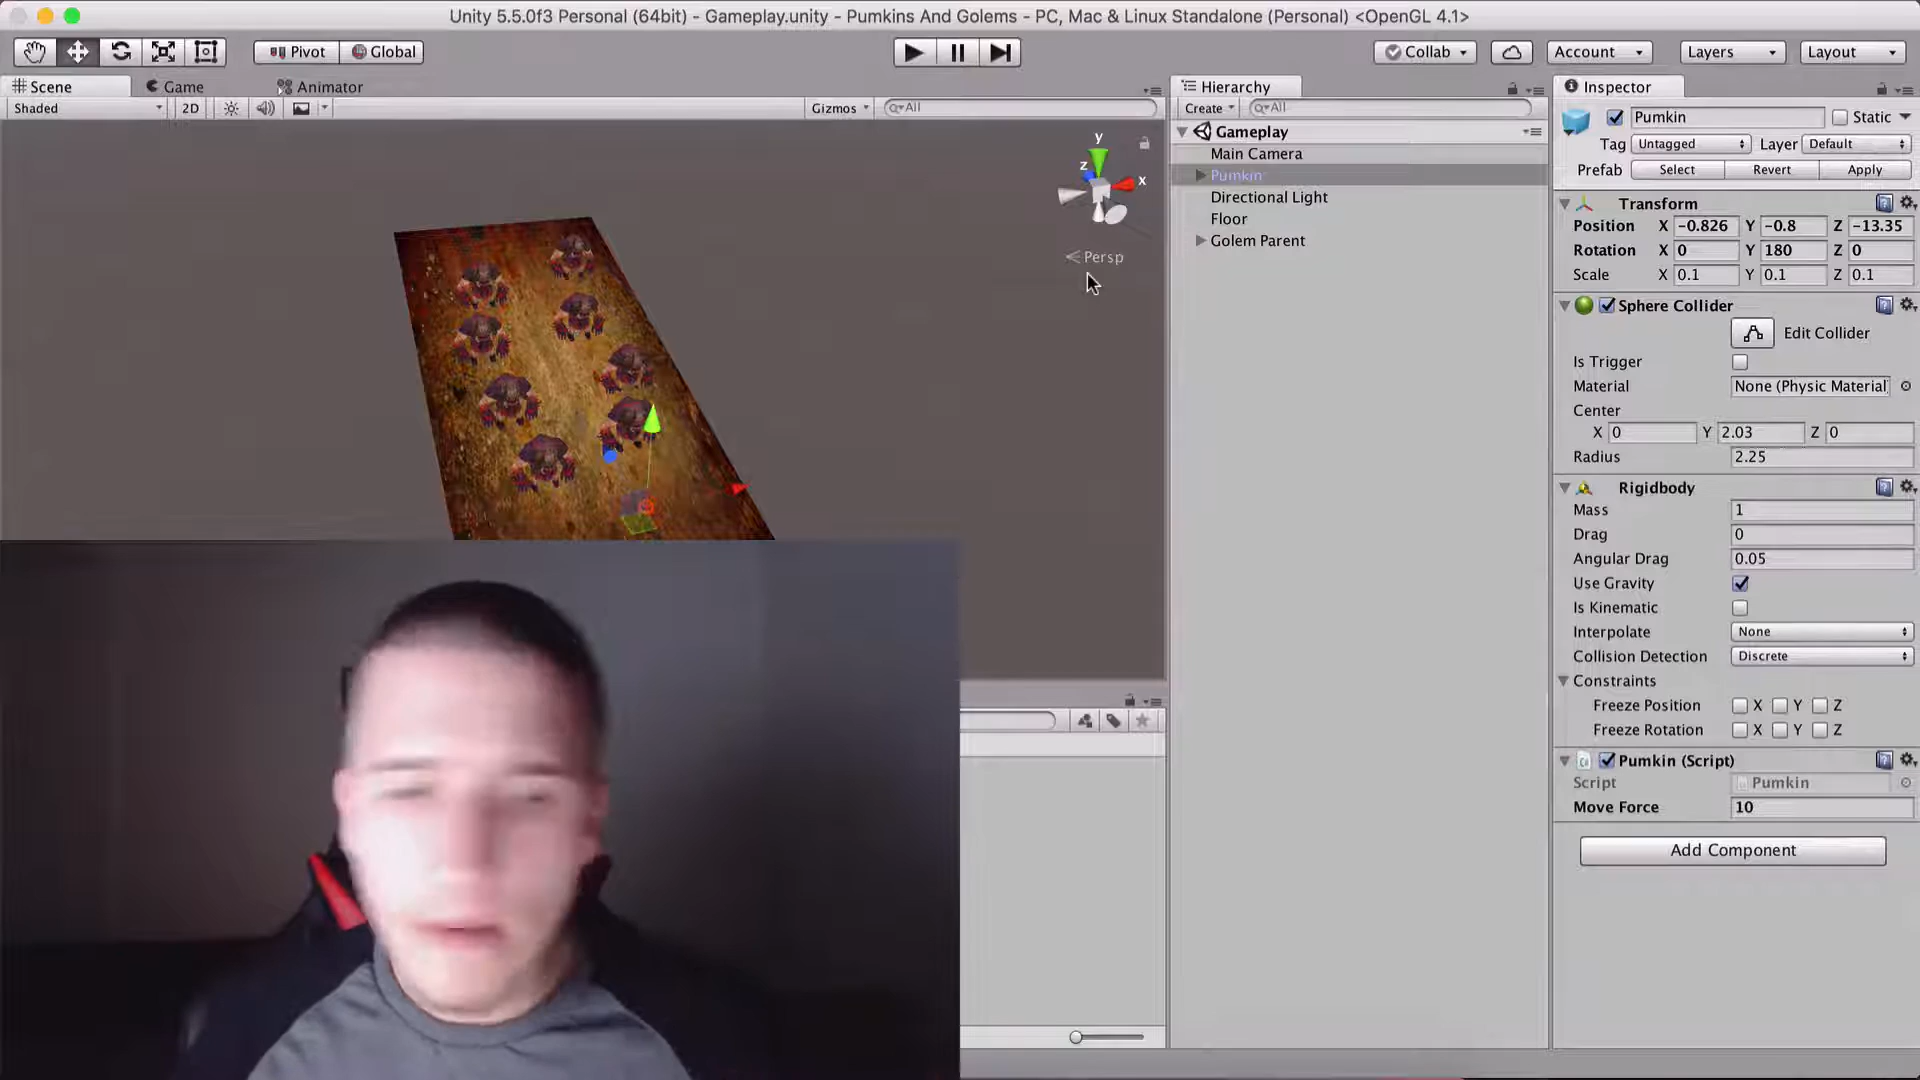 Unity 5.5.0f3 Personal (64bit) - Gameplay.unity - Pumkins And Golems - PC, Mac & Linux Standalone (Personal) <OpenGL 4.1>
Pivot Global Collab Account Layers Layout
Scene Game Animator
Shaded 2D Gizmos All
y
z
x
Persp
Hierarchy
Create All
Gameplay
Main Camera
Pumkin
Directional Light
Floor
Golem Parent
Inspector
Pumkin Static
Tag Untagged Layer Default
Prefab Select Revert Apply
Transform
Position X -0.826 Y -0.8 Z -13.35
Rotation X 0 Y 180 Z 0
Scale X 0.1 Y 0.1 Z 0.1
Sphere Collider
Edit Collider
Is Trigger
Material None (Physic Material)
Center
X 0 Y 2.03 Z 0
Radius 2.25
Rigidbody
Mass 1
Drag 0
Angular Drag 0.05
Use Gravity
Is Kinematic
Interpolate None
Collision Detection Discrete
Constraints
Freeze Position X Y Z
Freeze Rotation X Y Z
Pumkin (Script)
Script Pumkin
Move Force 10
Add Component